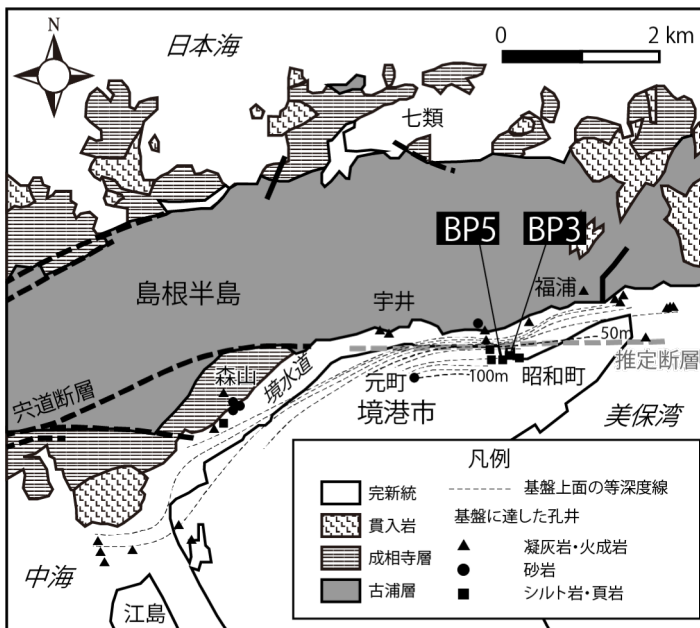 N
日本海
0 2 km
七類
BP5 BP3
島根半島
宇井
福浦
50m
推定断層
宍道断層
森山
境水道
元町
100m
昭和町
境港市
美保湾
中海
江島
凡例
完新統
貫入岩
成相寺層
古浦層
基盤上面の等深度線
基盤に達した孔井
凝灰岩・火成岩
砂岩
シルト岩・頁岩